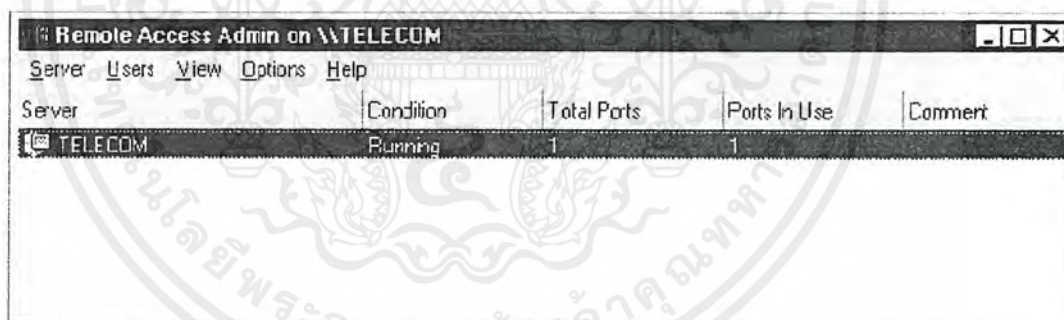 Remote Access Admin on \\TELECOM
Server Users View Options Help
Server Condition Total Ports Ports In Use Comment
TELECOM Running 1 1